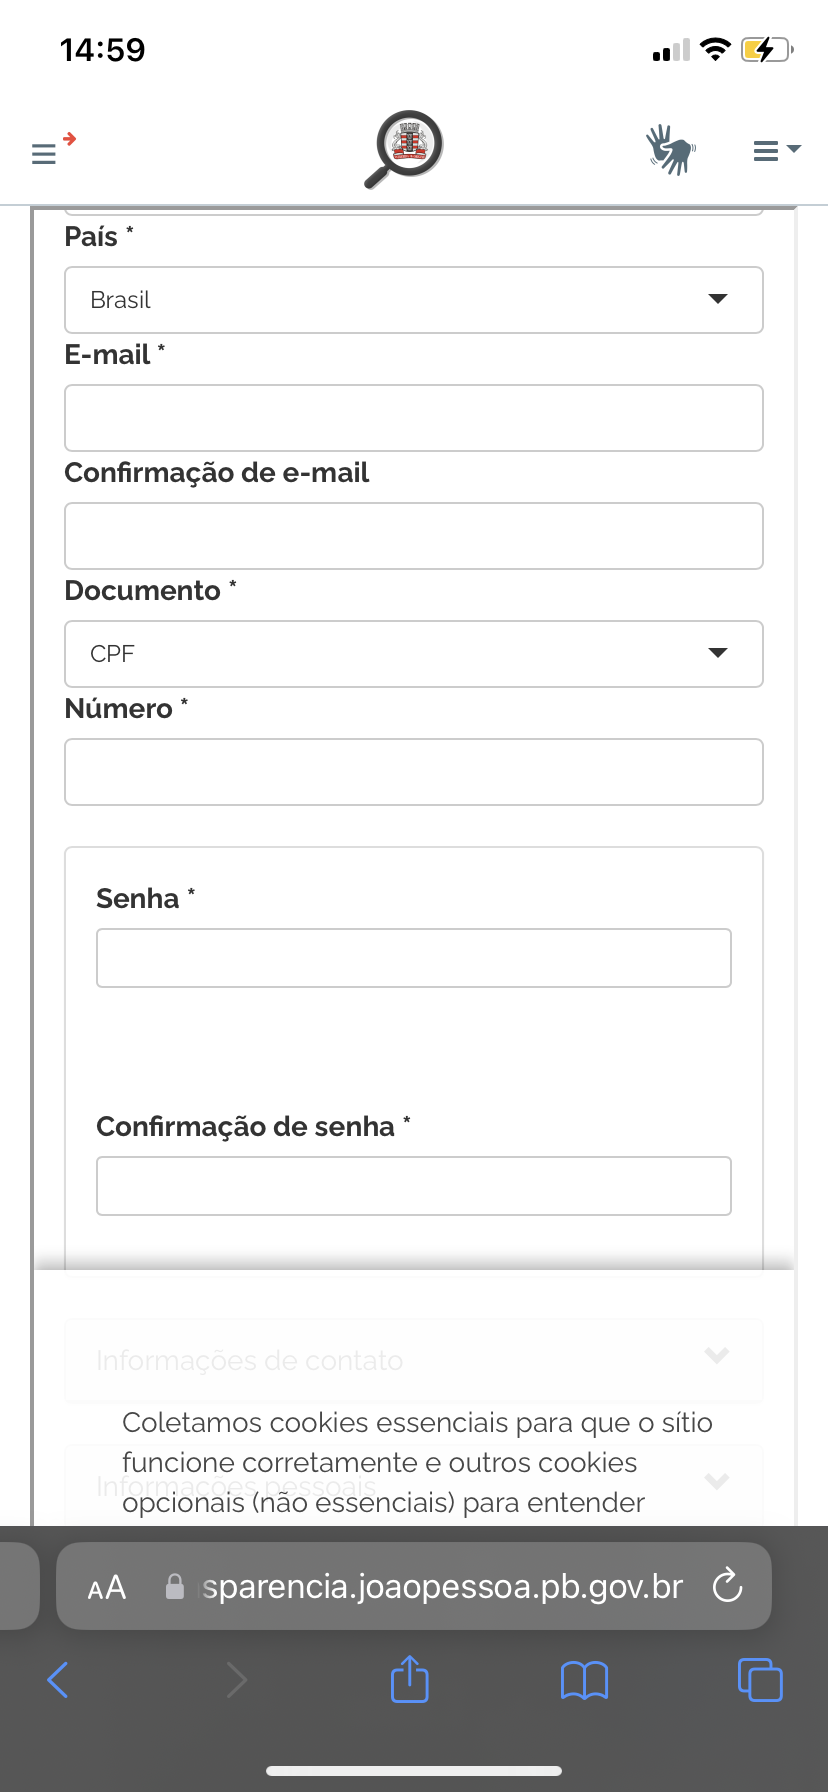 14:59
País *
Brasil
E-mail *
Confirmação de e-mail
Documento *
CPF
Número *
Senha *
Confirmação de senha *
Informações de contato
Coletamos cookies essenciais para que o sítio
funcione corretamente e outros cookies
Informações pessoais
opcionais (não essenciais) para entender
AA
sparencia.joaopessoa.pb.gov.br